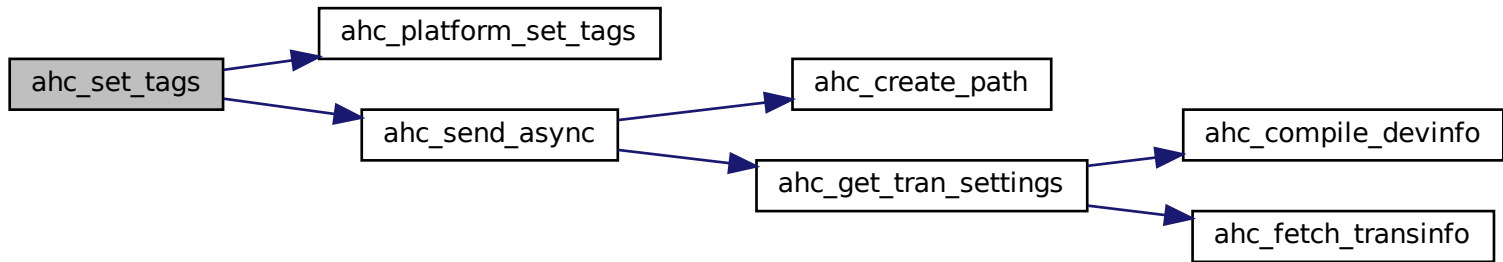 ahc_set_tags
ahc_platform_set_tags
ahc_send_async
ahc_create_path
ahc_get_tran_settings
ahc_compile_devinfo
ahc_fetch_transinfo